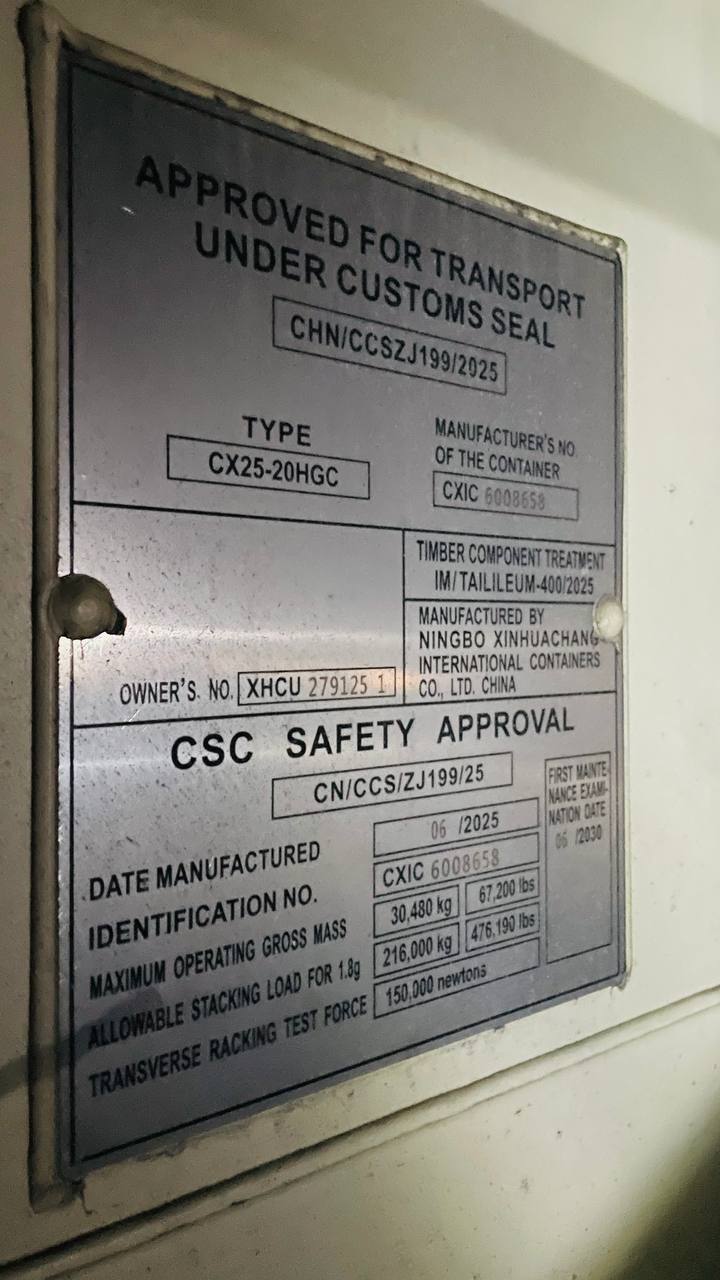 APPROVED FOR TRANSPORT
UNDER CUSTOMS SEAL
CHN/CCSZJ199/2025
TYPE
CX25-20HGC
MANUFACTURER'S NO.
OF THE CONTAINER
CXIC 6008658
TIMBER COMPONENT TREATMENT
IM/TAILILEUM-400/2025
MANUFACTURED BY
NINGBO XINHUACHANG
INTERNATIONAL CONTAINERS
CO., LTD. CHINA
OWNER'S. NO. XHCU 279125 1
CSC SAFETY APPROVAL
CN/CCS/ZJ199/25
FIRST MAINTE-
NANCE EXAMI-
NATION DATE
06 /2030
DATE MANUFACTURED 06 /2025
IDENTIFICATION NO. CXIC 6008658
MAXIMUM OPERATING GROSS MASS 30,480 kg 67,200 lbs
ALLOWABLE STACKING LOAD FOR 1.8g 216,000 kg 476,190 lbs
TRANSVERSE RACKING TEST FORCE 150,000 newtons